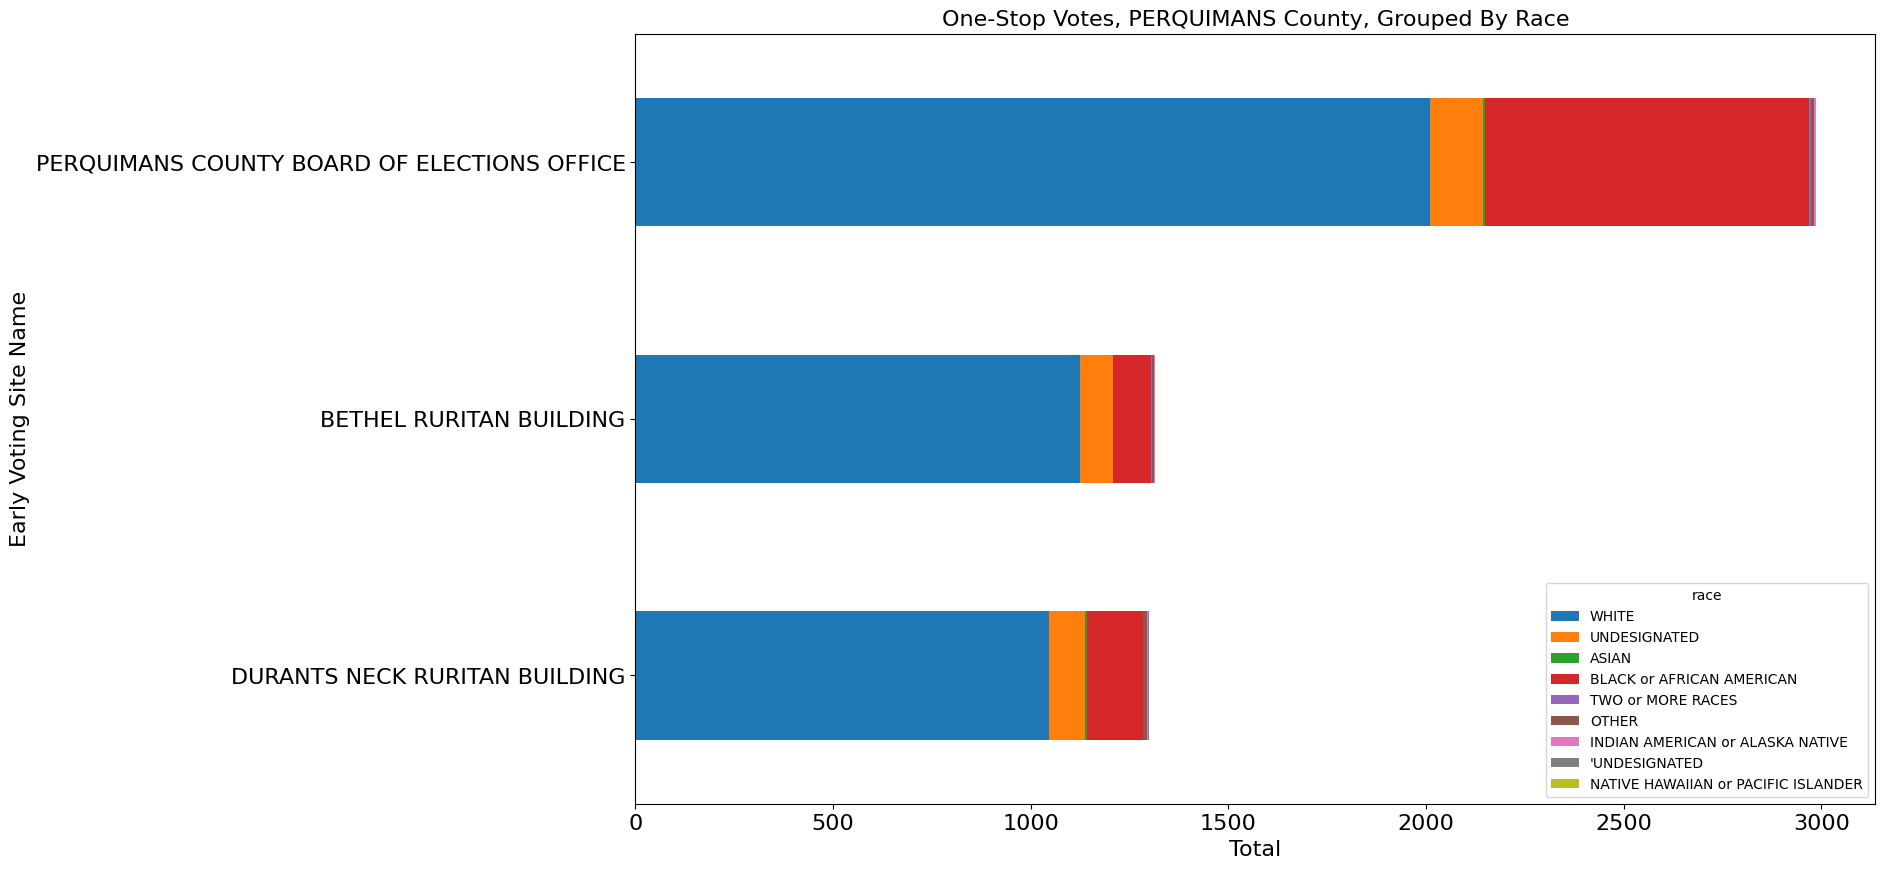 One-Stop Votes, PERQUIMANS County, Grouped By Race
Early Voting Site Name
PERQUIMANS COUNTY BOARD OF ELECTIONS OFFICE
BETHEL RURITAN BUILDING
DURANTS NECK RURITAN BUILDING
race
WHITE
UNDESIGNATED
ASIAN
BLACK or AFRICAN AMERICAN
TWO or MORE RACES
OTHER
INDIAN AMERICAN or ALASKA NATIVE
'UNDESIGNATED
NATIVE HAWAIIAN or PACIFIC ISLANDER
0 500 1000 1500 2000 2500 3000
Total